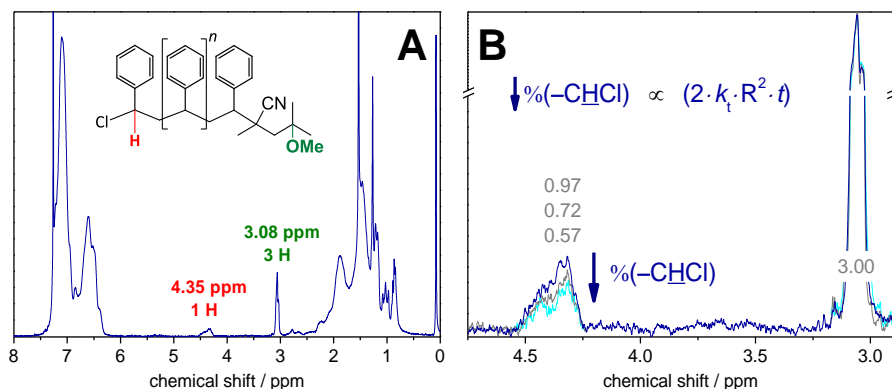 A
n
CN
Cl
H
OMe
3.08 ppm
3 H
4.35 ppm
1 H
8 7 6 5 4 3 2 1 0
chemical shift / ppm
B
%(−CHCl) ∝ (2·kt·R²·t)
0.97
0.72
0.57
%(−CHCl)
3.00
4.5 4.0 3.5 3.0
chemical shift / ppm